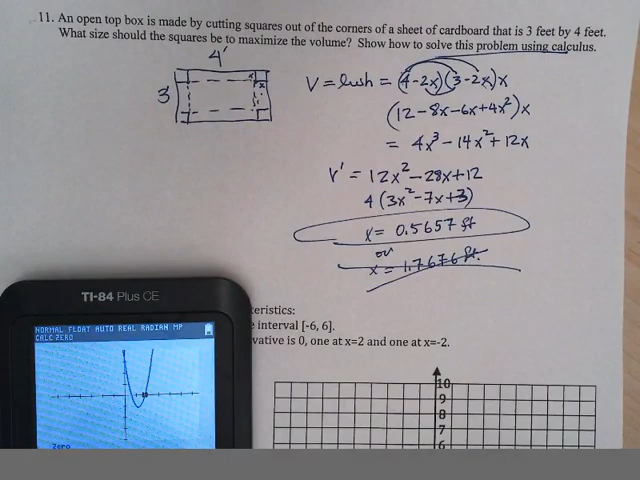 11. An open top box is made by cutting squares out of the corners of a sheet of cardboard that is 3 feet by 4 feet.
What size should the squares be to maximize the volume? Show how to solve this problem using calculus.
4'
3'
x
x
V = lwh = (4-2x)(3-2x)x
(12-8x-6x+4x²)x
= 4x³-14x²+12x
V' = 12x²-28x+12
4(3x²-7x+3)
x= 0.5657 ft
or
x= 1.7676 ft.
TI-84 Plus CE
NORMAL FLOAT AUTO REAL RADIAN MP
CALC ZERO
Zero
eristics:
e interval [-6, 6].
vative is 0, one at x=2 and one at x=-2.
10
9
8
7
6